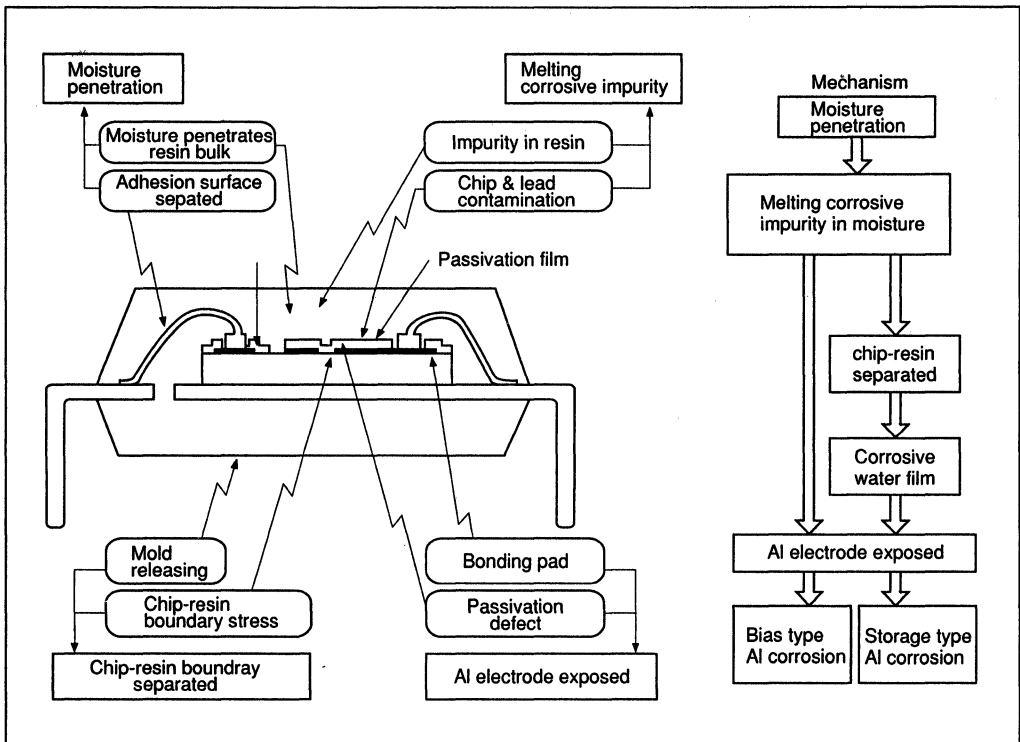 Moisture
penetration
Moisture penetrates
resin bulk
Adhesion surface
sepated
Melting
corrosive impurity
Impurity in resin
Chip & lead
contamination
Passivation film
Mold
releasing
Chip-resin
boundary stress
Chip-resin boundray
separated
Bonding pad
Passivation
defect
Al electrode exposed
Mechanism
Moisture
penetration
Melting corrosive
impurity in moisture
chip-resin
separated
Corrosive
water film
Al electrode exposed
Bias type
Al corrosion
Storage type
Al corrosion